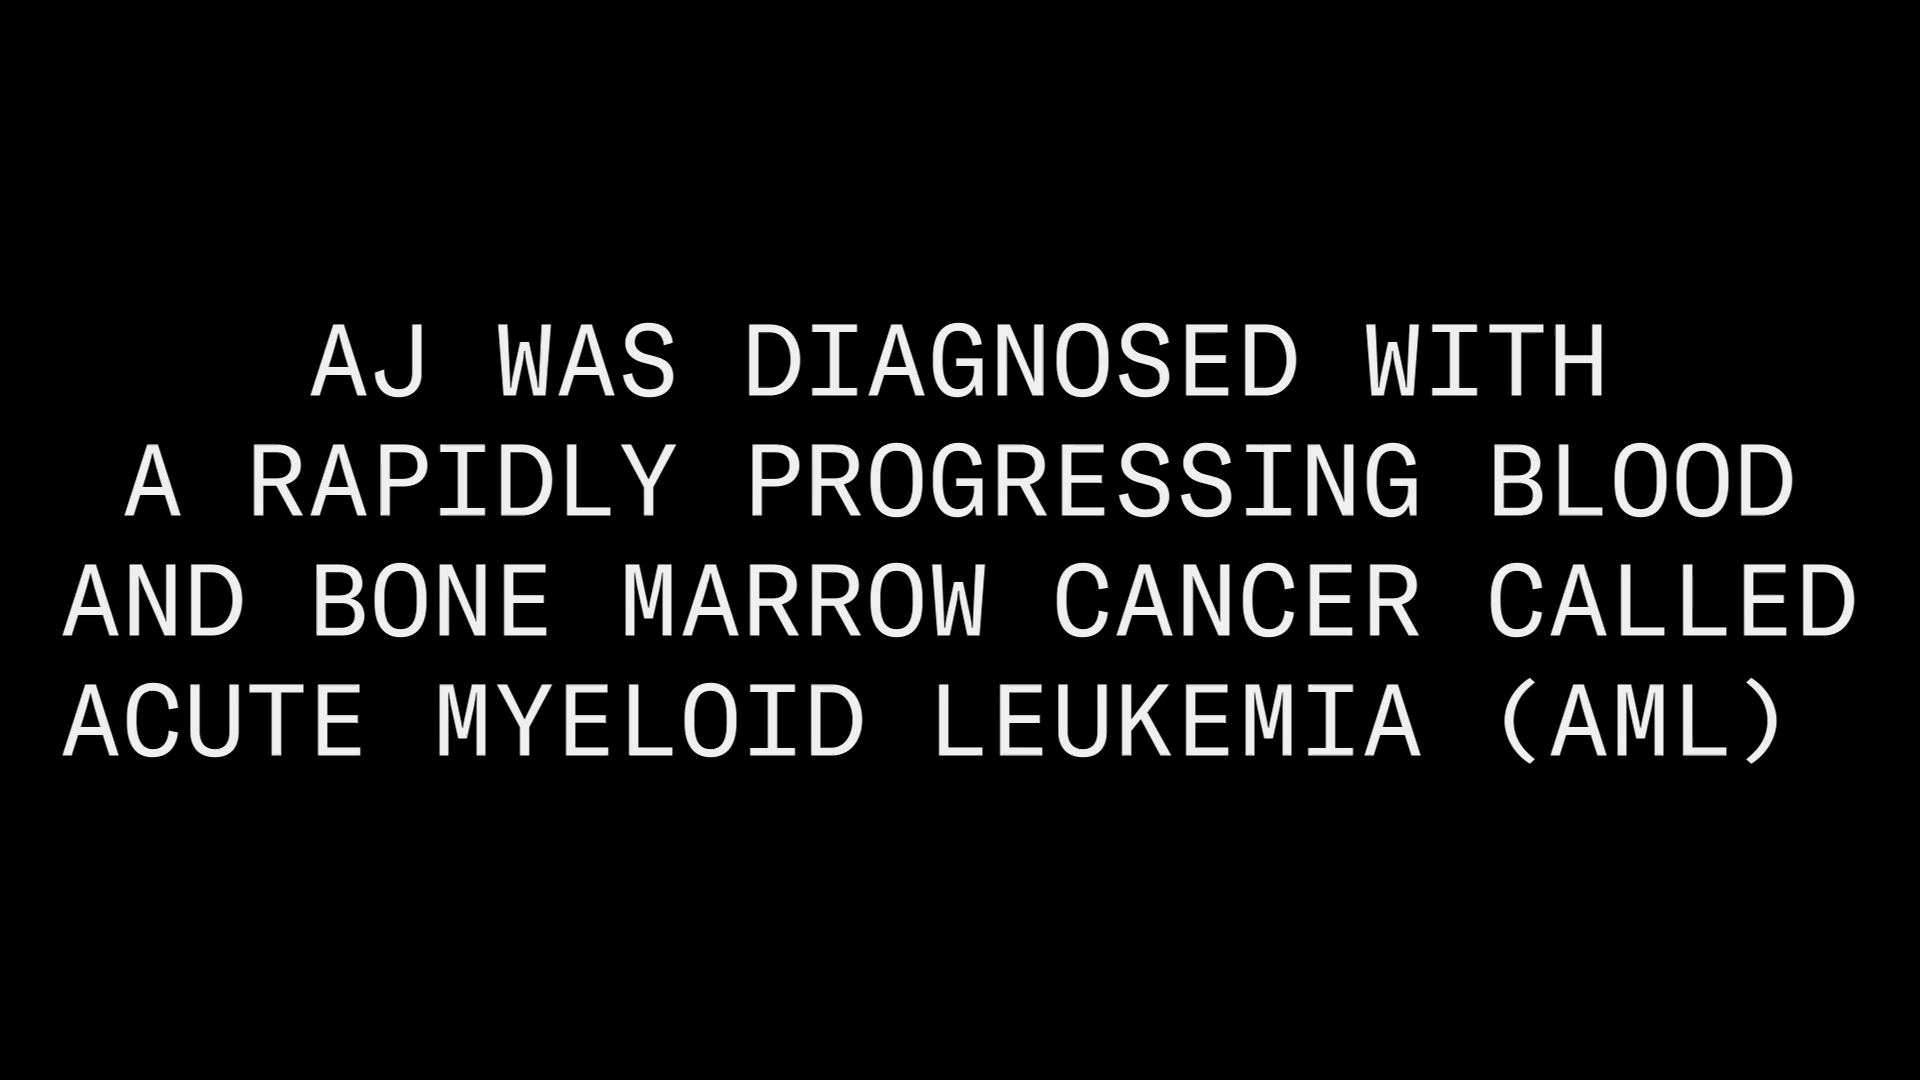 AJ WAS DIAGNOSED WITH
A RAPIDLY PROGRESSING BLOOD
AND BONE MARROW CANCER CALLED
ACUTE MYELOID LEUKEMIA (AML)